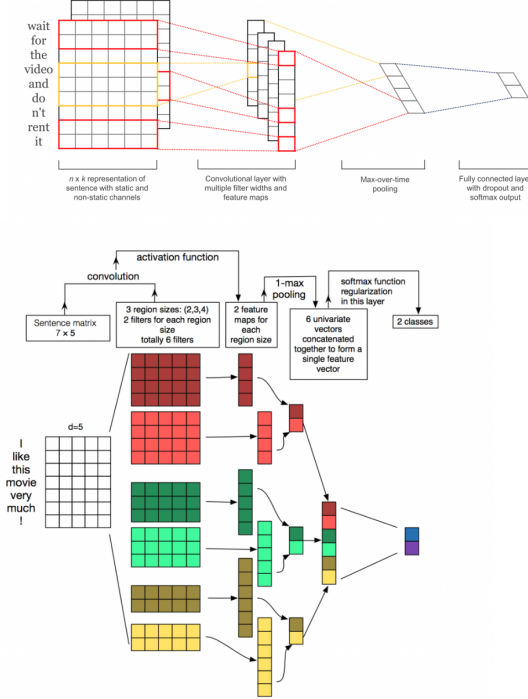 wait
for
the
video
and
do
n't
rent
it
n x k representation of
sentence with static and
non-static channels
Convolutional layer with
multiple filter widths and
feature maps
Max-over-time
pooling
Fully connected layer
with dropout and
softmax output
activation function
convolution
1-max
pooling
softmax function
regularization
in this layer
Sentence matrix
7 × 5
3 region sizes: (2,3,4)
2 filters for each region
size
totally 6 filters
2 feature
maps for
each
region size
6 univariate
vectors
concatenated
together to form a
single feature
vector
2 classes
d=5
I
like
this
movie
very
much
!